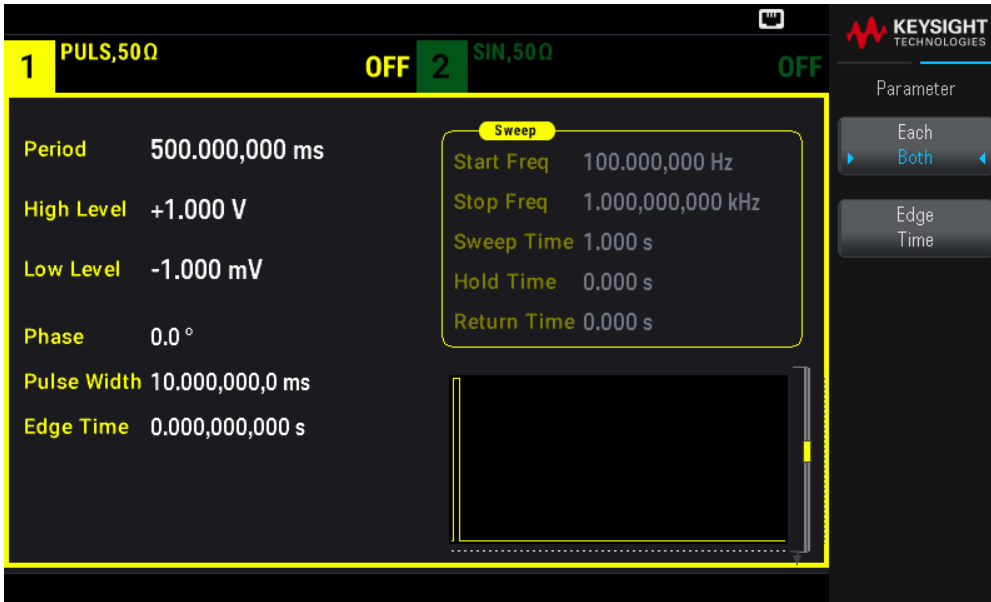 KEYSIGHT
TECHNOLOGIES
1 PULS,50Ω OFF 2 SIN,50Ω OFF
Parameter
Each
Both
Edge
Time
Period 500.000,000 ms
High Level +1.000 V
Low Level -1.000 mV
Phase 0.0 °
Pulse Width 10.000,000,0 ms
Edge Time 0.000,000,000 s
Sweep
Start Freq 100.000,000 Hz
Stop Freq 1.000,000,000 kHz
Sweep Time 1.000 s
Hold Time 0.000 s
Return Time 0.000 s